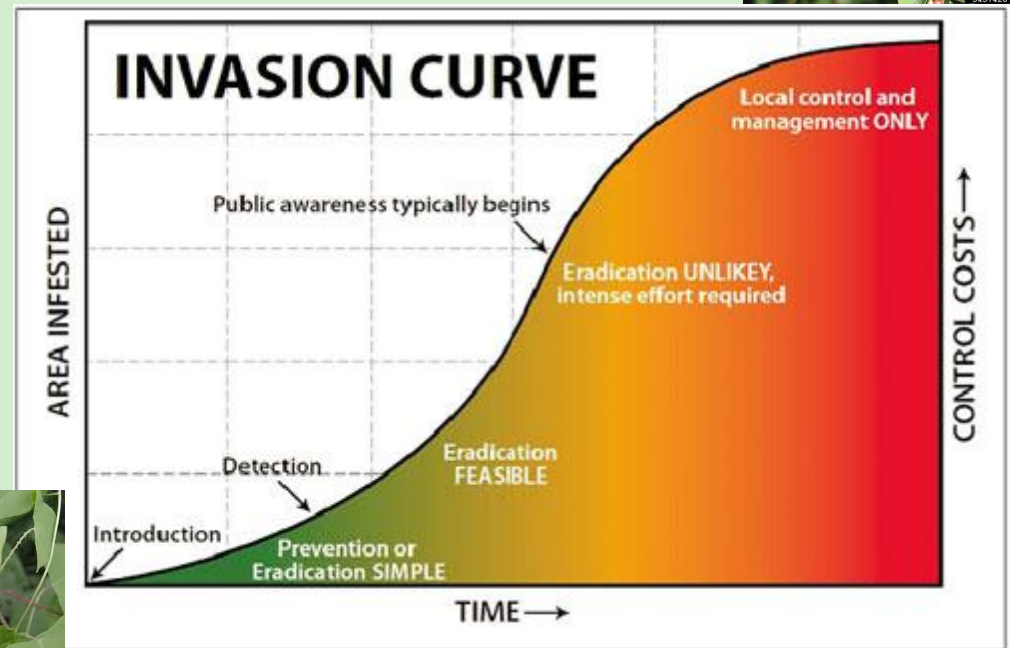 INVASION CURVE
Local control and
management ONLY
Public awareness typically begins
Eradication UNLIKEY,
intense effort required
AREA INFESTED
CONTROL COSTS
Detection
Eradication
FEASIBLE
Introduction
Prevention or
Eradication SIMPLE
TIME